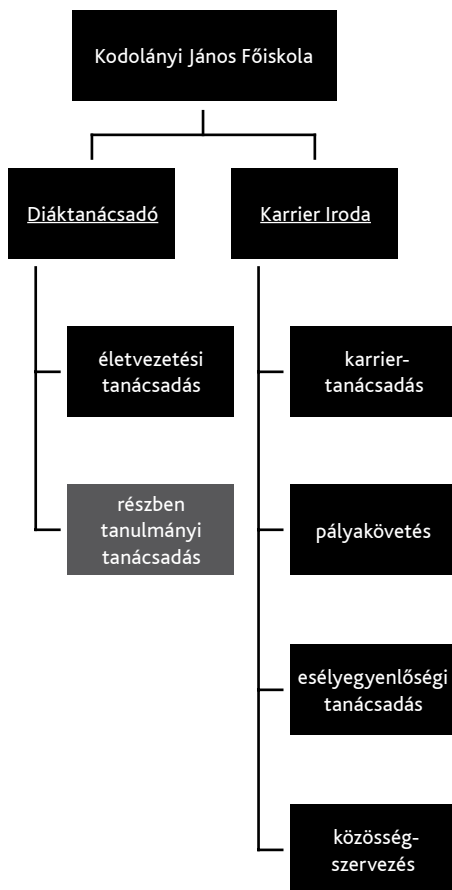 Kodolányi János Főiskola
Diáktanácsadó
Karrier Iroda
életvezetési
tanácsadás
részben
tanulmányi
tanácsadás
karrier-
tanácsadás
pályakövetés
esélyegyenlőségi
tanácsadás
közösség-
szervezés